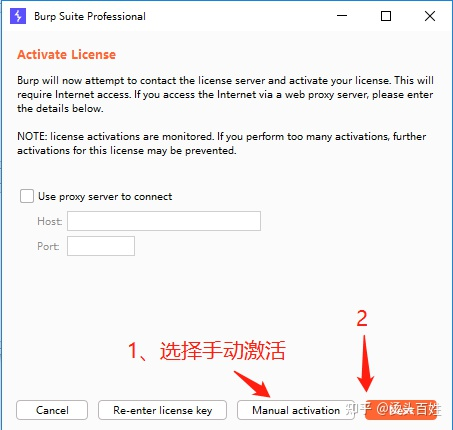 Burp Suite Professional
Activate License
Burp will now attempt to contact the license server and activate your license. This will
require Internet access. If you access the Internet via a web proxy server, please enter
the details below.
NOTE: license activations are monitored. If you perform too many activations, further
activations for this license may be prevented.
Use proxy server to connect
Host:
Port:
2
1、选择手动激活
Cancel
Re-enter license key
Manual activation
Next
知乎 @桥头百姓